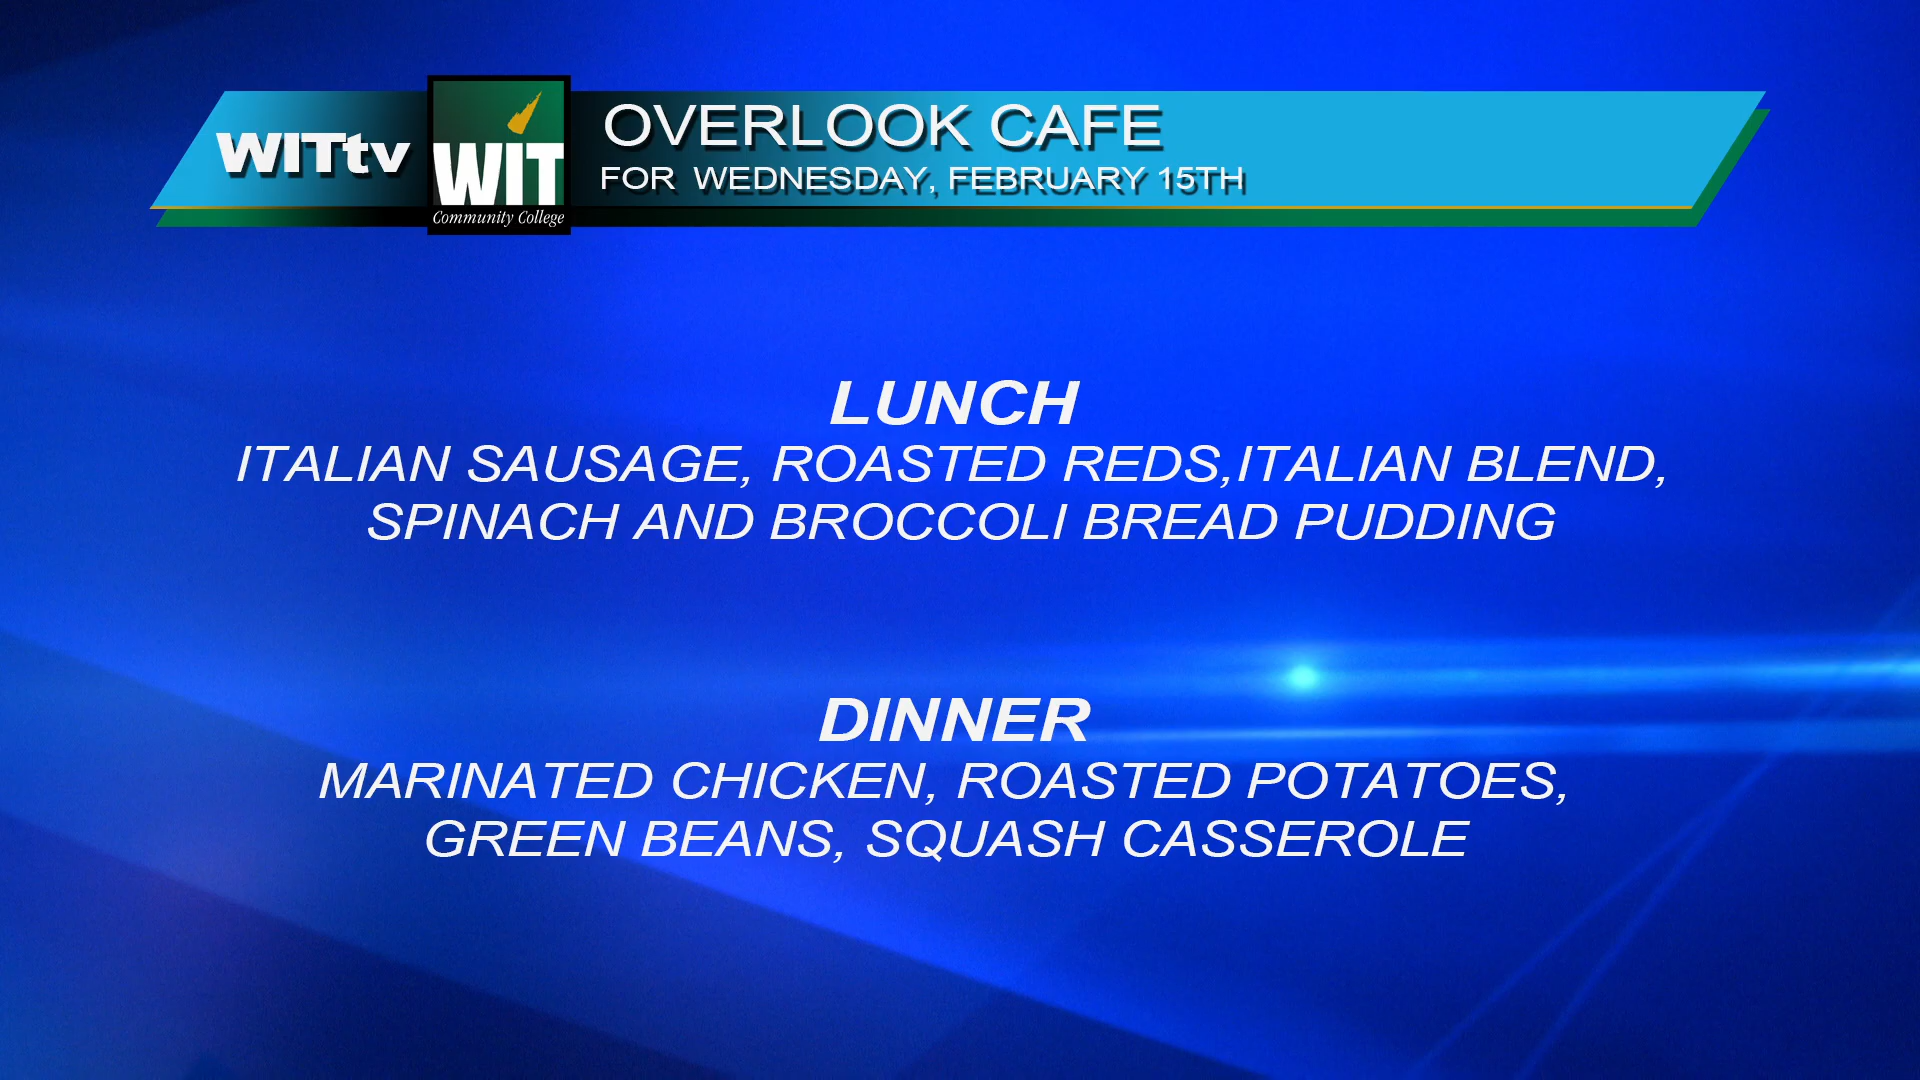 WITtv
WIT
Community College
OVERLOOK CAFE
FOR WEDNESDAY, FEBRUARY 15TH
LUNCH
ITALIAN SAUSAGE, ROASTED REDS,ITALIAN BLEND,
SPINACH AND BROCCOLI BREAD PUDDING
DINNER
MARINATED CHICKEN, ROASTED POTATOES,
GREEN BEANS, SQUASH CASSEROLE